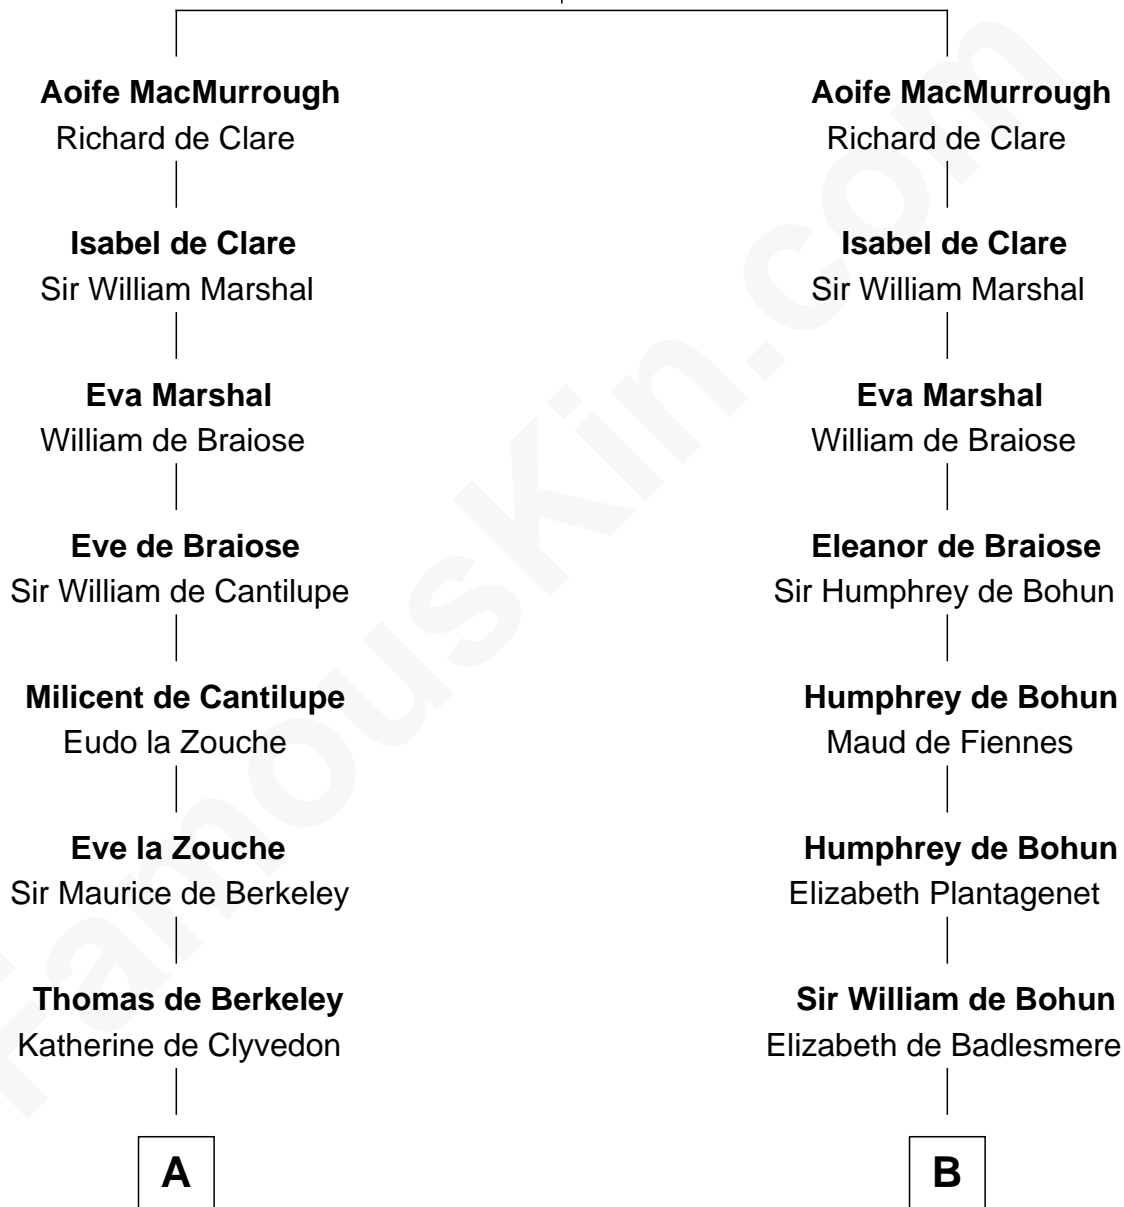 Aoife MacMurrough
Richard de Clare
Isabel de Clare
Sir William Marshal
Eva Marshal
William de Braiose
Eve de Braiose
Sir William de Cantilupe
Milicent de Cantilupe
Eudo la Zouche
Eve la Zouche
Sir Maurice de Berkeley
Thomas de Berkeley
Katherine de Clyvedon
A
Aoife MacMurrough
Richard de Clare
Isabel de Clare
Sir William Marshal
Eva Marshal
William de Braiose
Eleanor de Braiose
Sir Humphrey de Bohun
Humphrey de Bohun
Maud de Fiennes
Humphrey de Bohun
Elizabeth Plantagenet
Sir William de Bohun
Elizabeth de Badlesmere
B
FamousKin.com